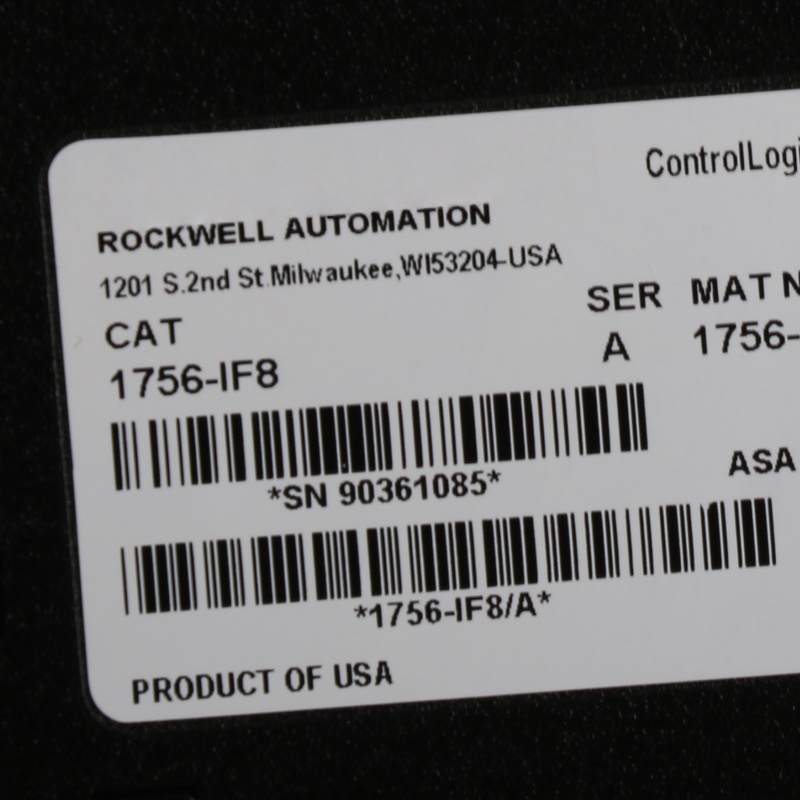 ControlLogi
ROCKWELL AUTOMATION
1201 S.2nd St.Milwaukee,WI53204-USA
CAT SER MAT N
1756-IF8 A 1756-
*SN 90361085*
ASA
*1756-IF8/A*
PRODUCT OF USA